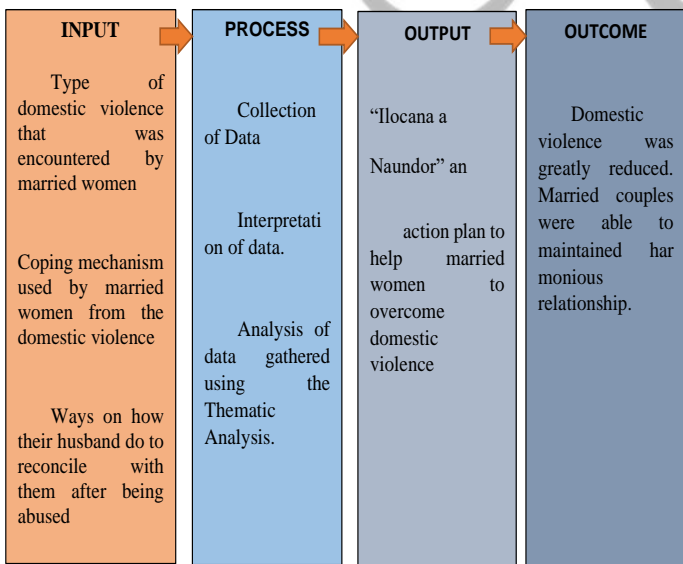 INPUT
Type of
domestic violence
that was
encountered by
married women
Coping mechanism
used by married
women from the
domestic violence
Ways on how
their husband do to
reconcile with
them after being
abused
PROCESS
Collection
of Data
Interpretati
on of data.
Analysis of
data gathered
using the
Thematic
Analysis.
OUTPUT
“Ilocana a
Naundor” an
action plan to
help married
women to
overcome
domestic
violence
OUTCOME
Domestic
violence was
greatly reduced.
Married couples
were able to
maintained har
monious
relationship.